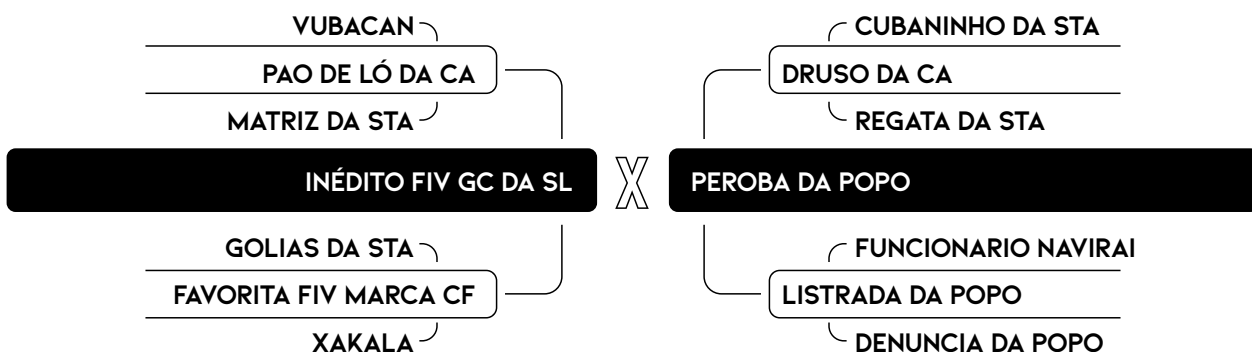 VUBACAN
PAO DE LÓ DA CA
MATRIZ DA STA
INÉDITO FIV GC DA SL
GOLIAS DA STA
FAVORITA FIV MARCA CF
XAKALA
X
CUBANINHO DA STA
DRUSO DA CA
REGATA DA STA
PEROBA DA POPO
FUNCIONARIO NAVIRAI
LISTRADA DA POPO
DENUNCIA DA POPO